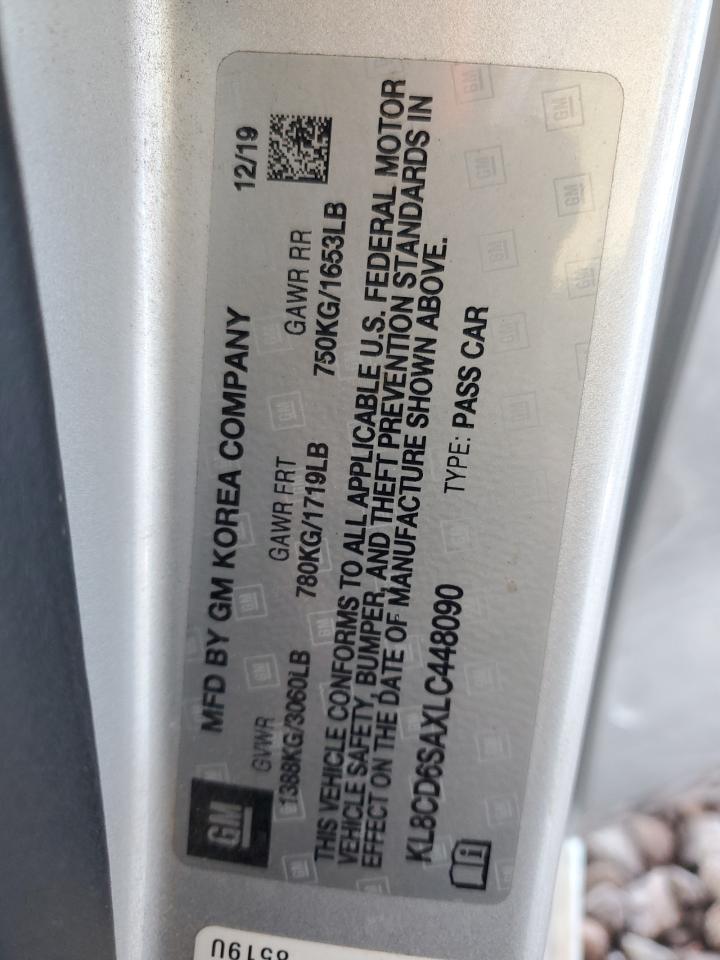 GM
MFD BY GM KOREA COMPANY 12/19
GVWR GAWR FRT GAWR RR
1388KG/3060LB 780KG/1719LB 750KG/1653LB
THIS VEHICLE CONFORMS TO ALL APPLICABLE U.S. FEDERAL MOTOR
VEHICLE SAFETY, BUMPER, AND THEFT PREVENTION STANDARDS IN
EFFECT ON THE DATE OF MANUFACTURE SHOWN ABOVE.
KL8CD6SAXLC448090 TYPE: PASS CAR
8519U